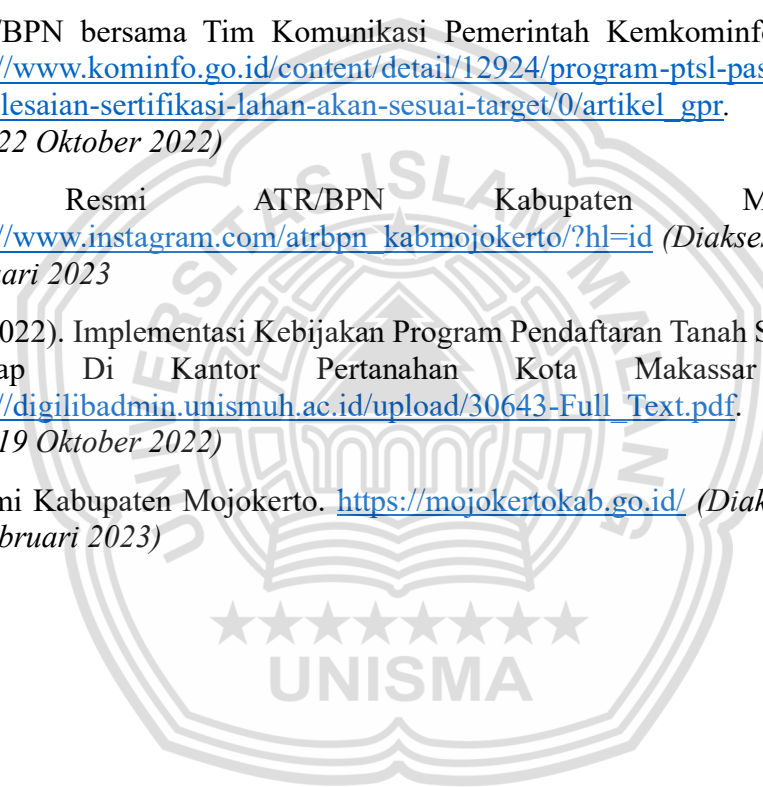 /BPN bersama Tim Komunikasi Pemerintah Kemkominfo
//www.kominfo.go.id/content/detail/12924/program-ptsl-pas
lesaian-sertifikasi-lahan-akan-sesuai-target/0/artikel_gpr.
22 Oktober 2022)
Resmi ATR/BPN Kabupaten M
//www.instagram.com/atrbpn_kabmojokerto/?hl=id (Diakses
ari 2023
022). Implementasi Kebijakan Program Pendaftaran Tanah S
ap Di Kantor Pertanahan Kota Makassar
//digilibadmin.unismuh.ac.id/upload/30643-Full_Text.pdf.
19 Oktober 2022)
mi Kabupaten Mojokerto. https://mojokertokab.go.id/ (Diak
bruari 2023)
UNIVERSITAS ISLAM MALANG
UNISMA